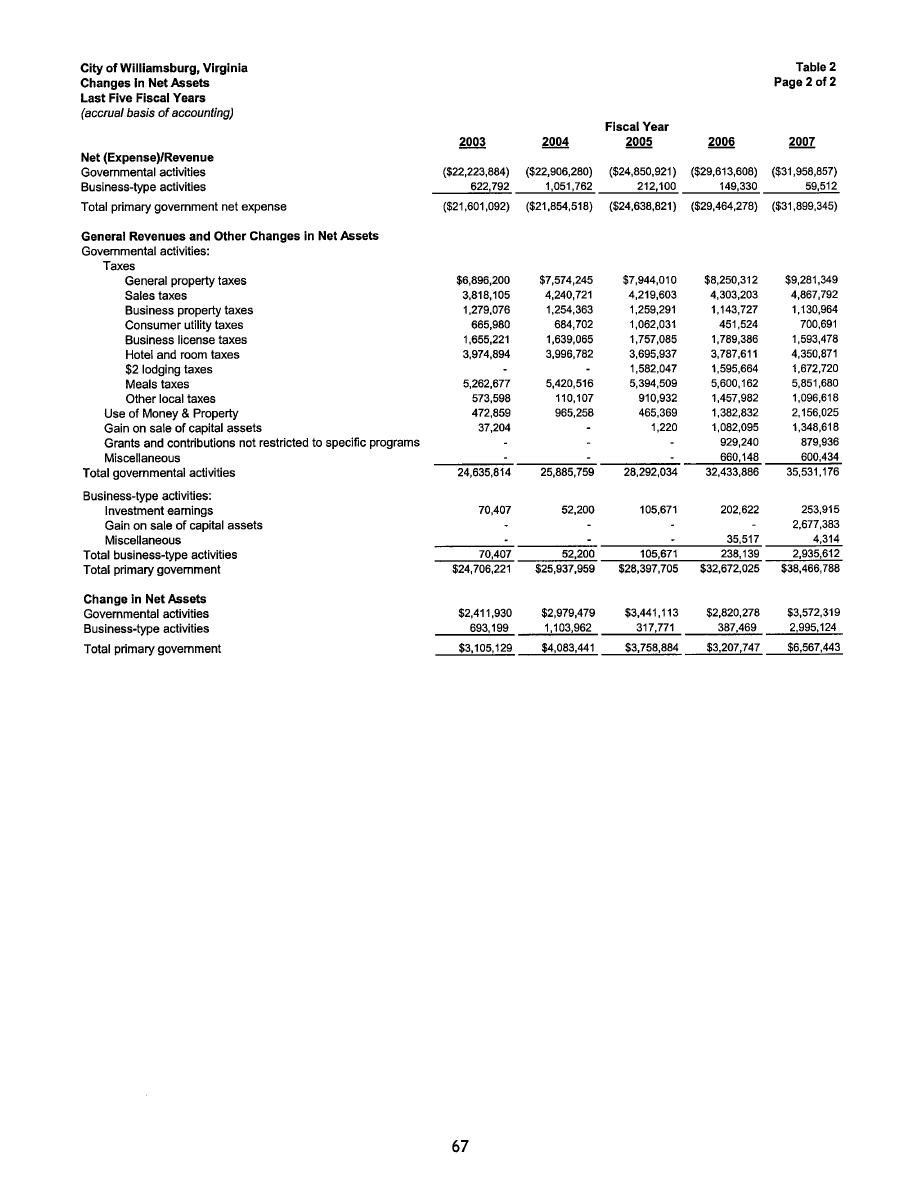 City of Williamsburg, Virginia Table 2
Changes in Net Assets Page 2 of 2
Last Five Fiscal Years
(accrual basis of accounting)
Fiscal Year
2003 2004 2005 2006 2007
Net (Expense)/Revenue
Governmental activities ($22,223,884) ($22,906,280) ($24,850,921) ($29,613,608) ($31,958,857)
Business-type activities 622,792 1,051,762 212,100 149,330 59,512
Total primary government net expense ($21,601,092) ($21,854,518) ($24,638,821) ($29,464,278) ($31,899,345)
General Revenues and Other Changes in Net Assets
Governmental activities:
Taxes
General property taxes $6,896,200 $7,574,245 $7,944,010 $8,250,312 $9,281,349
Sales taxes 3,818,105 4,240,721 4,219,603 4,303,203 4,867,792
Business property taxes 1,279,076 1,254,363 1,259,291 1,143,727 1,130,964
Consumer utility taxes 665,980 684,702 1,062,031 451,524 700,691
Business license taxes 1,655,221 1,639,065 1,757,085 1,789,386 1,593,478
Hotel and room taxes 3,974,894 3,996,782 3,695,937 3,787,611 4,350,871
$2 lodging taxes - - 1,582,047 1,595,664 1,672,720
Meals taxes 5,262,677 5,420,516 5,394,509 5,600,162 5,851,680
Other local taxes 573,598 110,107 910,932 1,457,982 1,096,618
Use of Money & Property 472,859 965,258 465,369 1,382,832 2,156,025
Gain on sale of capital assets 37,204 - 1,220 1,082,095 1,348,618
Grants and contributions not restricted to specific programs - - - 929,240 879,936
Miscellaneous - - - 660,148 600,434
Total governmental activities 24,635,814 25,885,759 28,292,034 32,433,886 35,531,176
Business-type activities:
Investment earnings 70,407 52,200 105,671 202,622 253,915
Gain on sale of capital assets - - - - 2,677,383
Miscellaneous - - - 35,517 4,314
Total business-type activities 70,407 52,200 105,671 238,139 2,935,612
Total primary government $24,706,221 $25,937,959 $28,397,705 $32,672,025 $38,466,788
Change in Net Assets
Governmental activities $2,411,930 $2,979,479 $3,441,113 $2,820,278 $3,572,319
Business-type activities 693,199 1,103,962 317,771 387,469 2,995,124
Total primary government $3,105,129 $4,083,441 $3,758,884 $3,207,747 $6,567,443
67